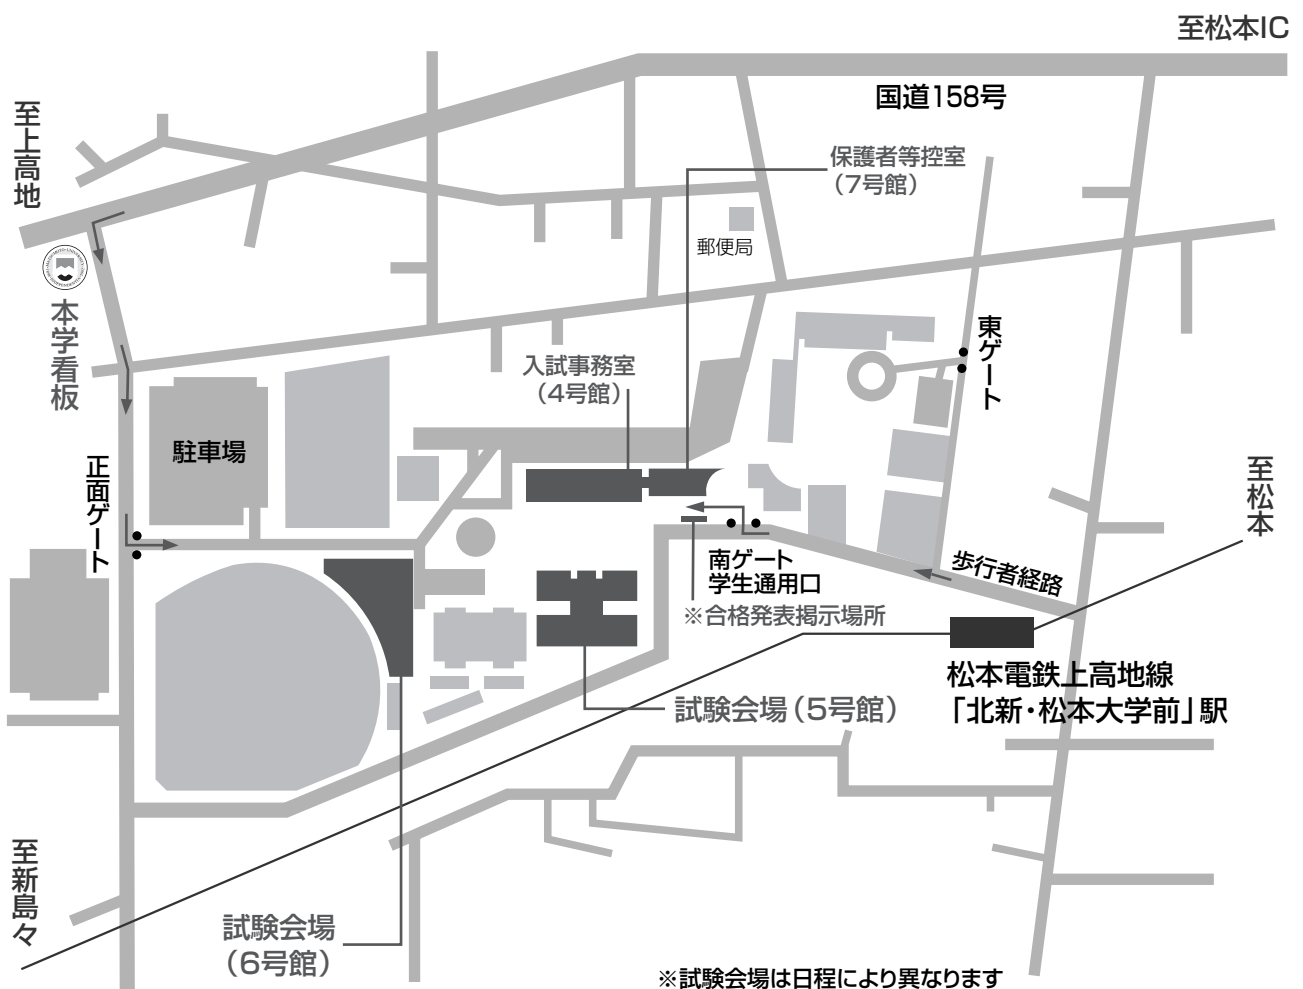 至松本IC
国道158号
至上高地
保護者等控室
（7号館）
郵便局
本学看板
入試事務室
（4号館）
東ゲート
駐車場
正面ゲート
至松本
南ゲート
学生通用口
歩行者経路
※合格発表掲示場所
松本電鉄上高地線
「北新・松本大学前」駅
試験会場（5号館）
至新島々
試験会場
（6号館）
※試験会場は日程により異なります